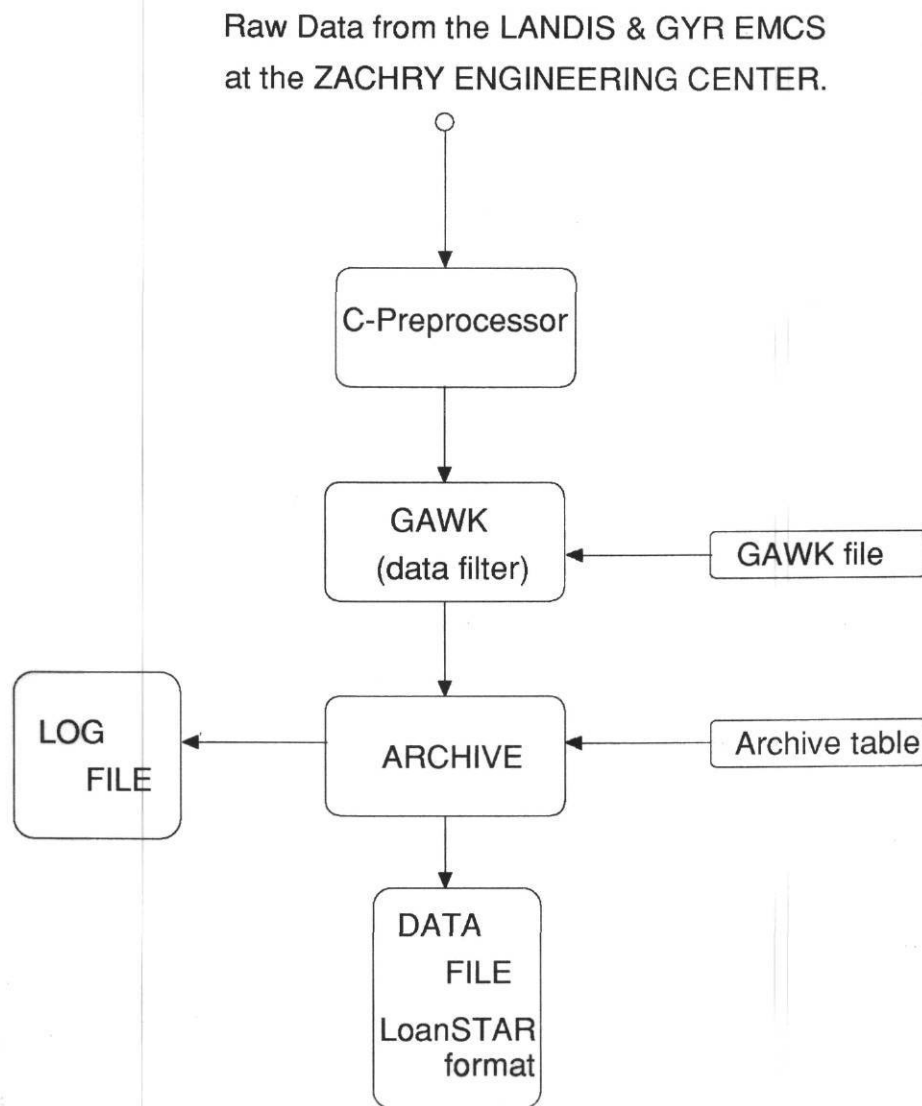 Raw Data from the LANDIS & GYR EMCS
at the ZACHRY ENGINEERING CENTER.
C-Preprocessor
GAWK
(data filter)
GAWK file
LOG
FILE
ARCHIVE
Archive table
DATA
FILE
LoanSTAR
format